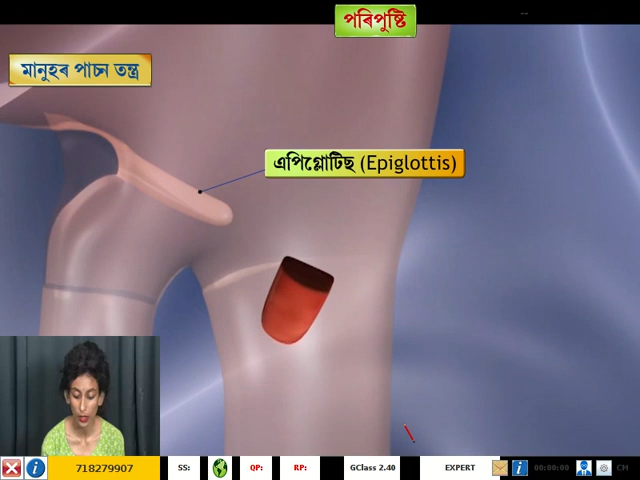 পৰিপুষ্টি
মানুহৰ পাচন তন্ত্ৰ
এপিগ্লোটিছ (Epiglottis)
718279907
SS:
QP:
RP:
GClass 2.40
EXPERT
00:00:00
CM